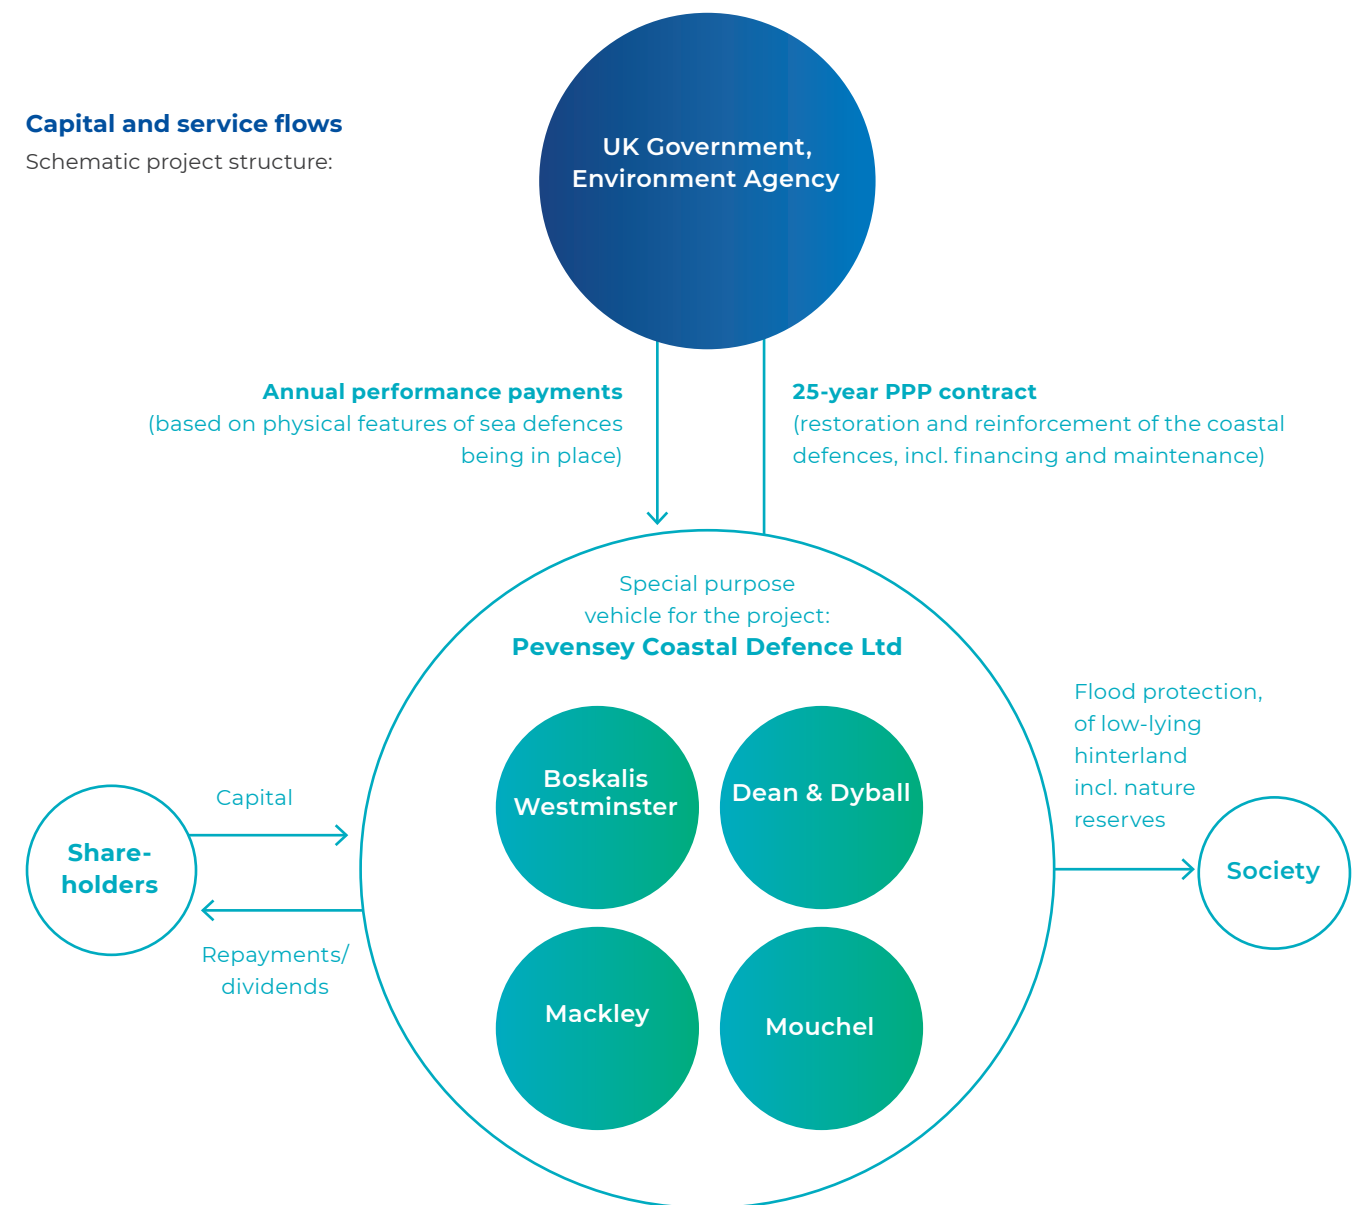 Capital and service flows
Schematic project structure:
UK Government,
Environment Agency
Annual performance payments
(based on physical features of sea defences
being in place)
25-year PPP contract
(restoration and reinforcement of the coastal
defences, incl. financing and maintenance)
Special purpose
vehicle for the project:
Pevensey Coastal Defence Ltd
Boskalis
Westminster
Dean & Dyball
Mackley
Mouchel
Share-
holders
Capital
Repayments/
dividends
Flood protection,
of low-lying
hinterland
incl. nature
reserves
Society